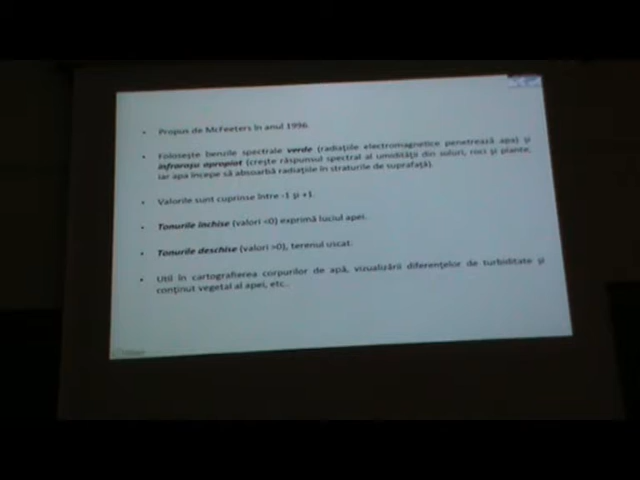 • Propus de McFeeters în anul 1996.
• Folosește benzile spectrale verde (radiațiile electromagnetice penetrează apa) și
infraroșu apropiat (crește răspunsul spectral al umidității din soluri, roci și plante,
iar apa începe să absoarbă radiațiile în straturile de suprafață).
• Valorile sunt cuprinse între -1 și +1.
• Tonurile închise (valori <0) exprimă luciul apei.
• Tonurile deschise (valori >0), terenul uscat.
• Util în cartografierea corpurilor de apă, vizualizării diferențelor de turbiditate și
conținut vegetal al apei, etc..